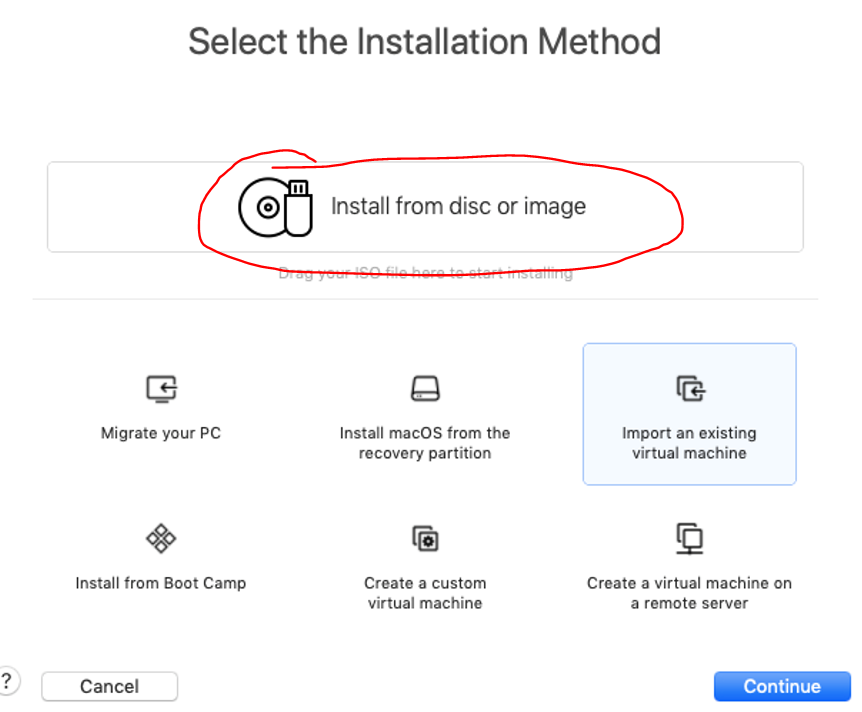 Select the Installation Method
Install from disc or image
Drag your ISO file here to start installing
Migrate your PC
Install macOS from the
recovery partition
Import an existing
virtual machine
Install from Boot Camp
Create a custom
virtual machine
Create a virtual machine on
a remote server
?
Cancel
Continue